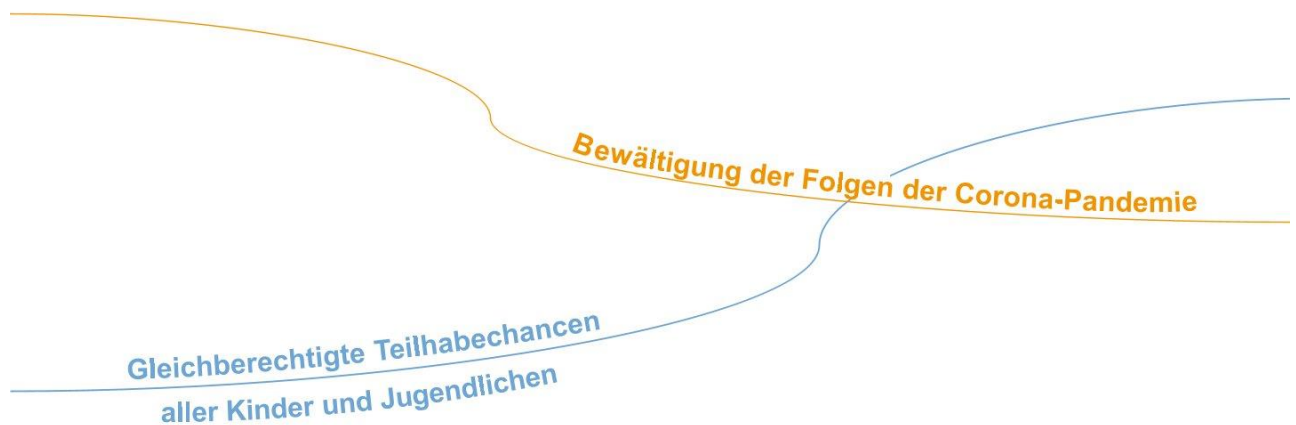 Bewältigung der Folgen der Corona-Pandemie
Gleichberechtigte Teilhabechancen
aller Kinder und Jugendlichen